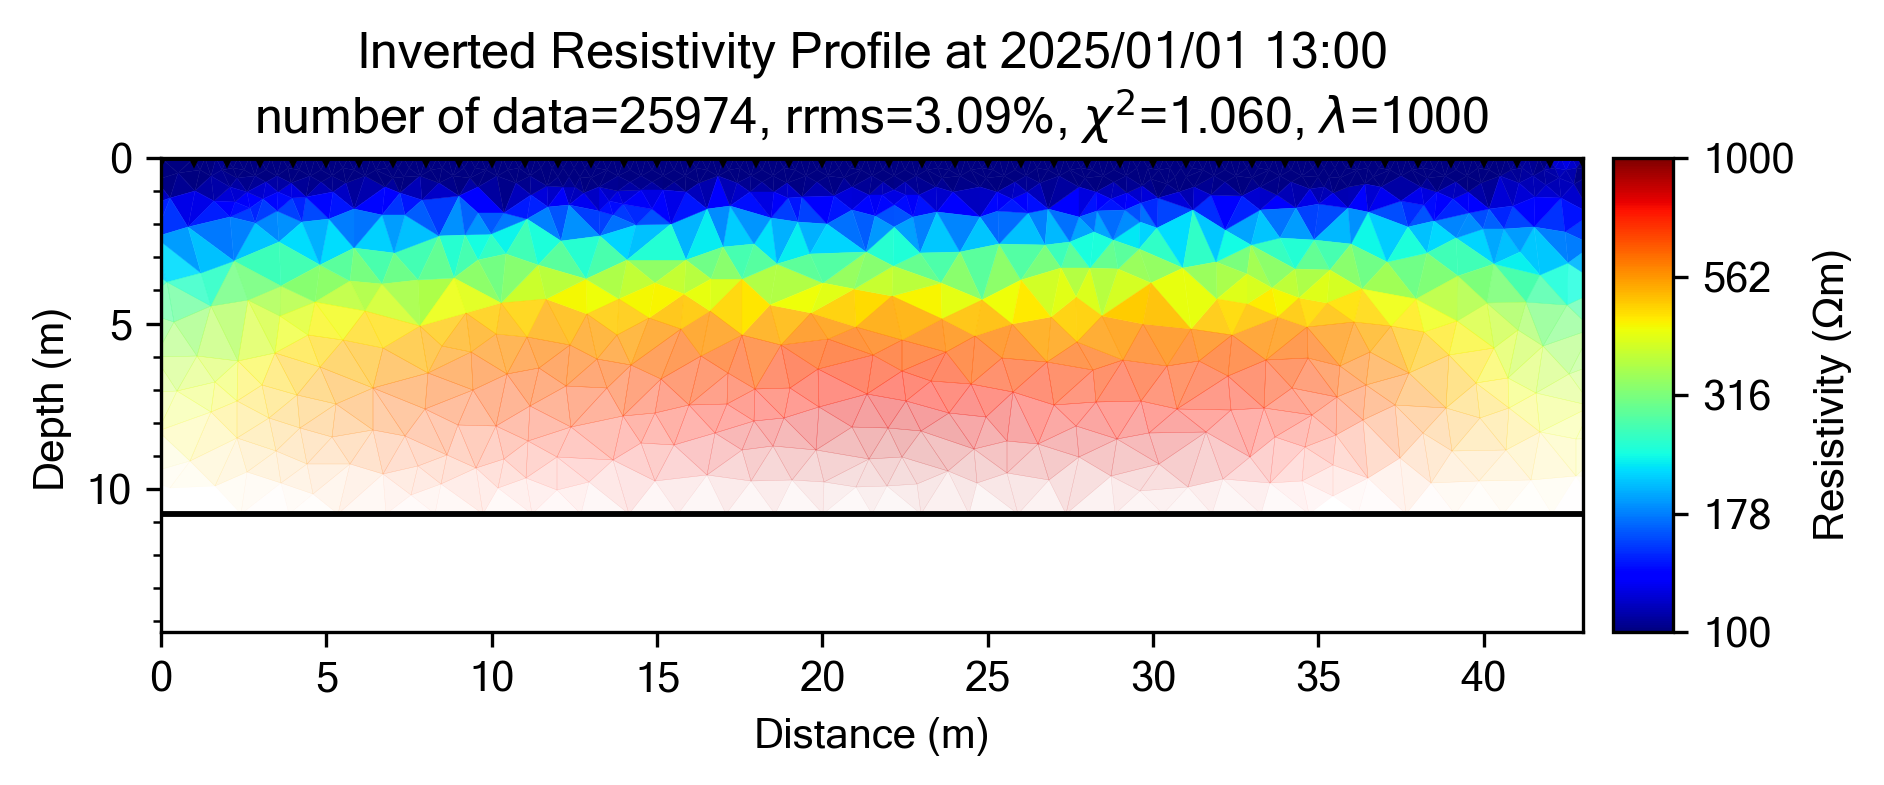 Inverted Resistivity Profile at 2025/01/01 13:00
number of data=25974, rrms=3.09%, χ²=1.060, λ=1000
0
5
10
Depth (m)
0 5 10 15 20 25 30 35 40
Distance (m)
1000
562
316
178
100
Resistivity (Ωm)